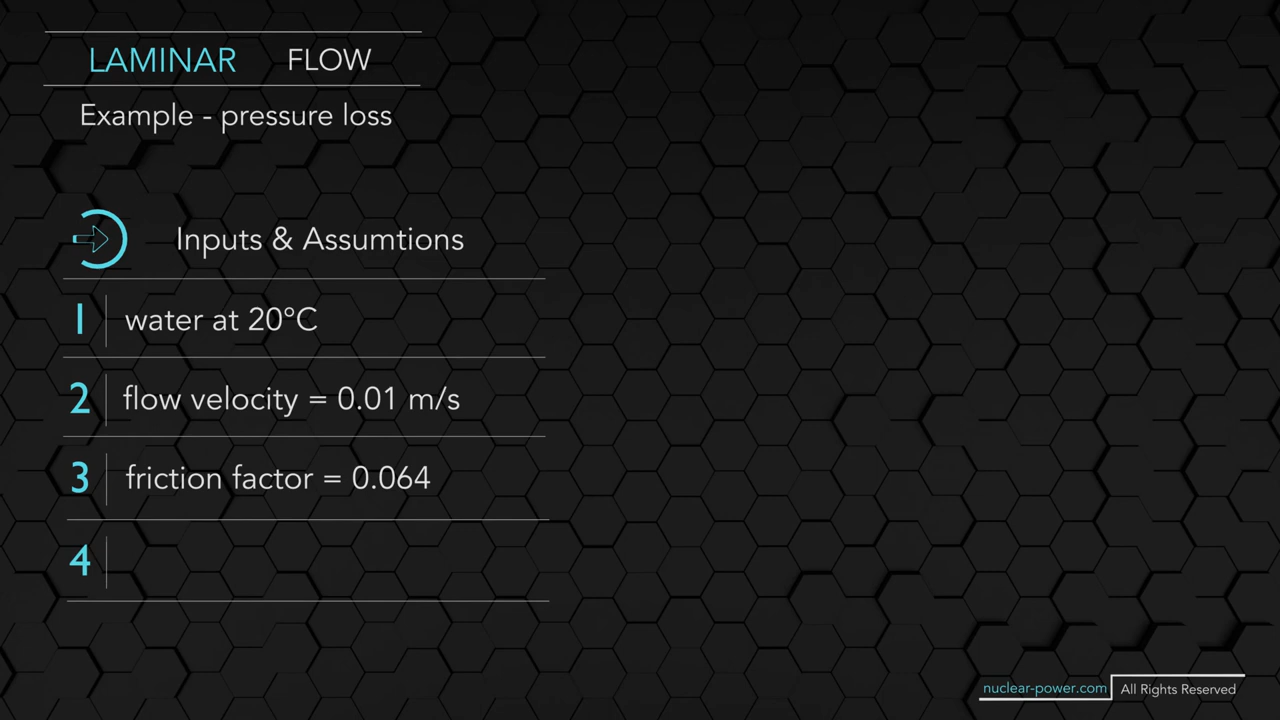 LAMINAR FLOW
Example - pressure loss
Inputs & Assumtions
1 water at 20°C
2 flow velocity = 0.01 m/s
3 friction factor = 0.064
4
nuclear-power.com All Rights Reserved